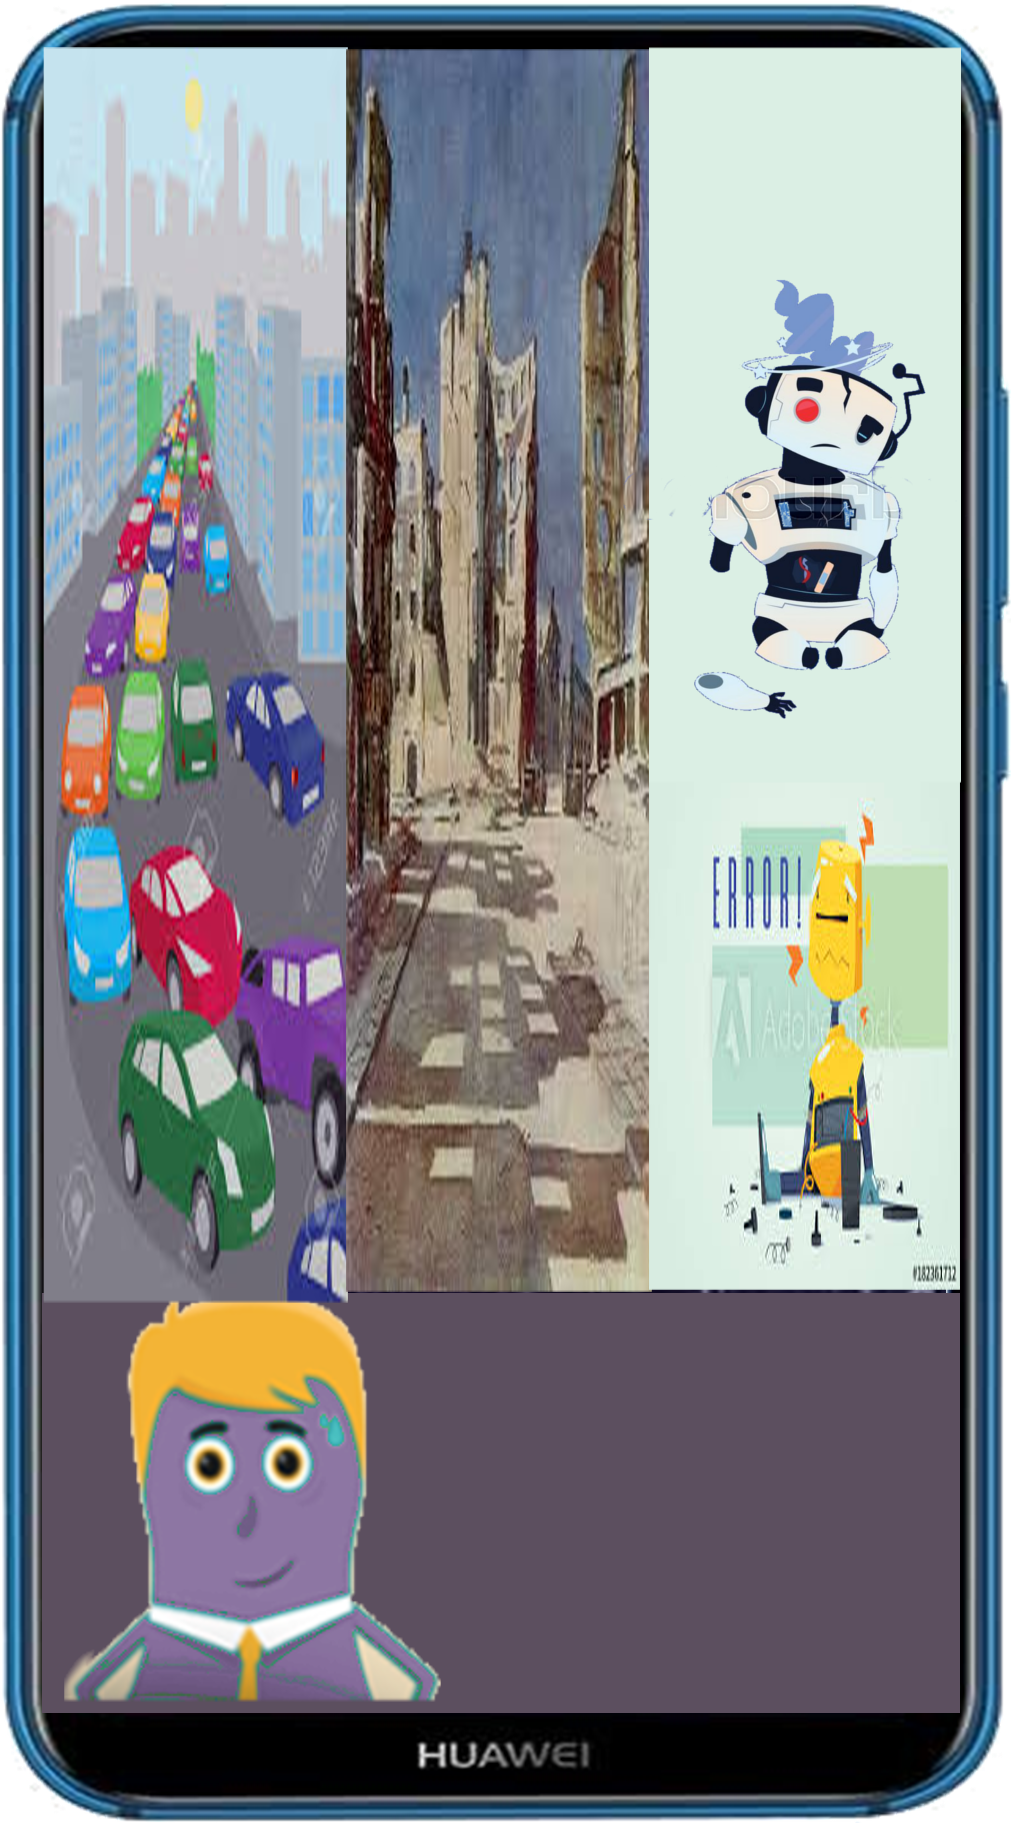 ERROR!
Adobe Stock
#182361712
HUAWEI